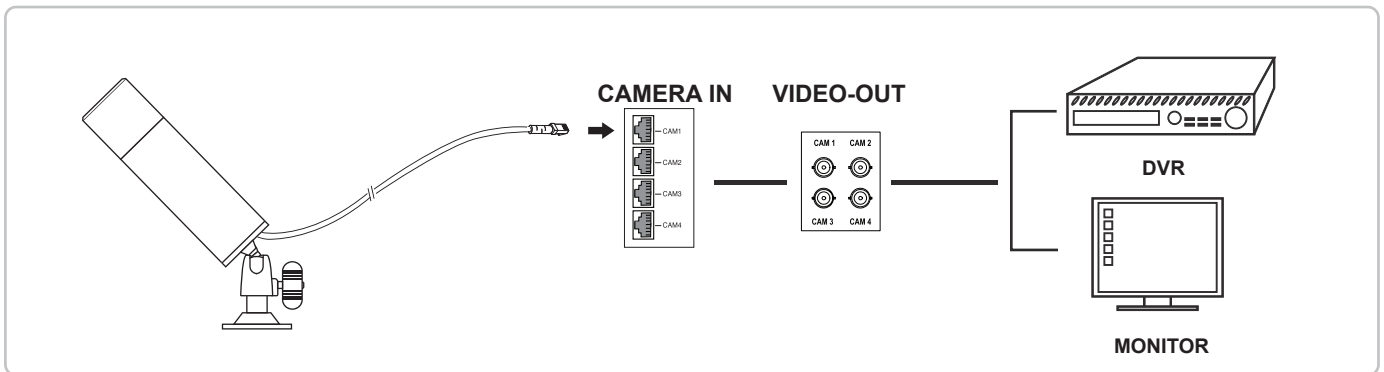 CAMERA IN
VIDEO-OUT
CAM1
CAM2
CAM3
CAM4
CAM 1 CAM 2
CAM 3 CAM 4
DVR
MONITOR